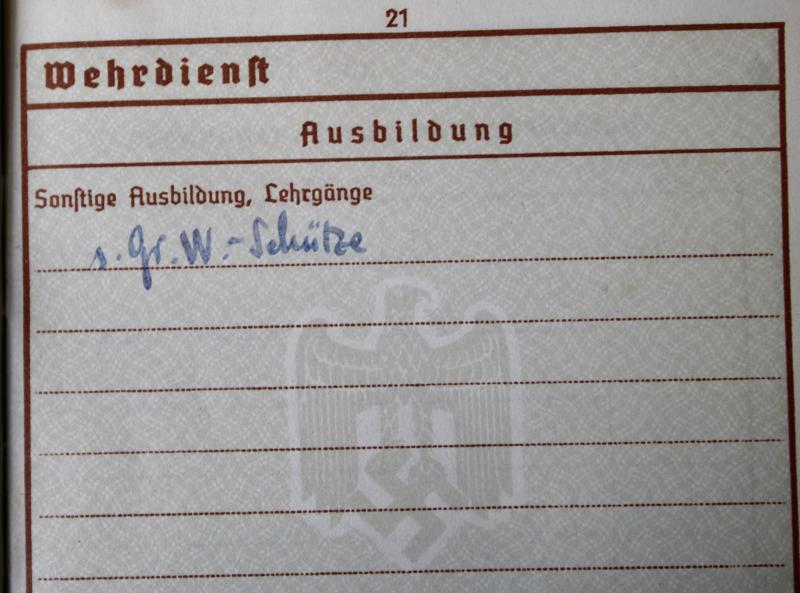 21
Wehrdienst
Ausbildung
Sonstige Ausbildung, Lehrgänge
s. Gr. W.-Schütze